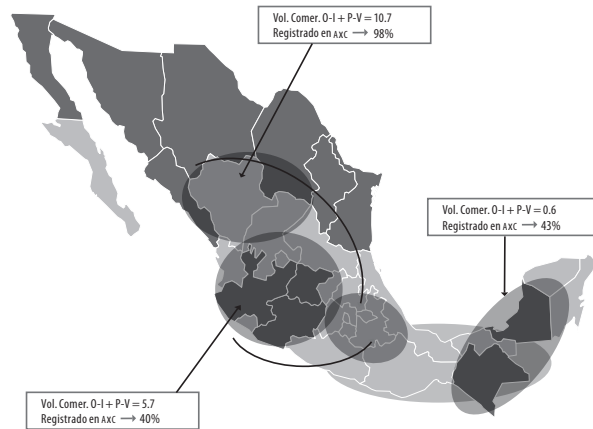 Vol. Comer. O-I + P-V = 10.7
Registrado en AXC → 98%
Vol. Comer. O-I + P-V = 0.6
Registrado en AXC → 43%
Vol. Comer. O-I + P-V = 5.7
Registrado en AXC → 40%